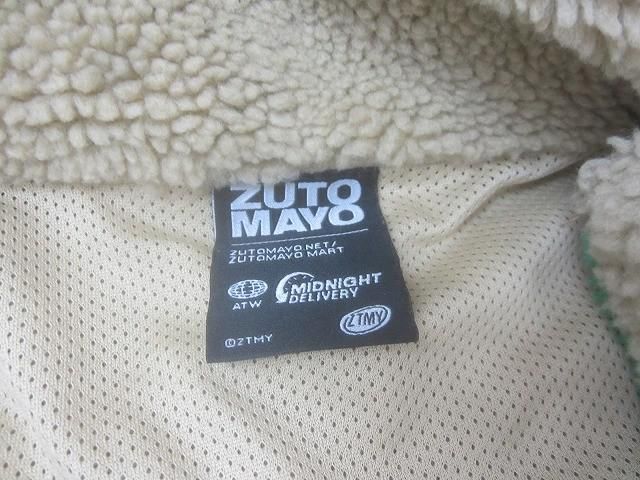 ZUTO
MAYO
ZUTOMAYO.NET/
ZUTOMAYO MART
ATW
MIDNIGHT
DELIVERY
ZTMY
©ZTMY